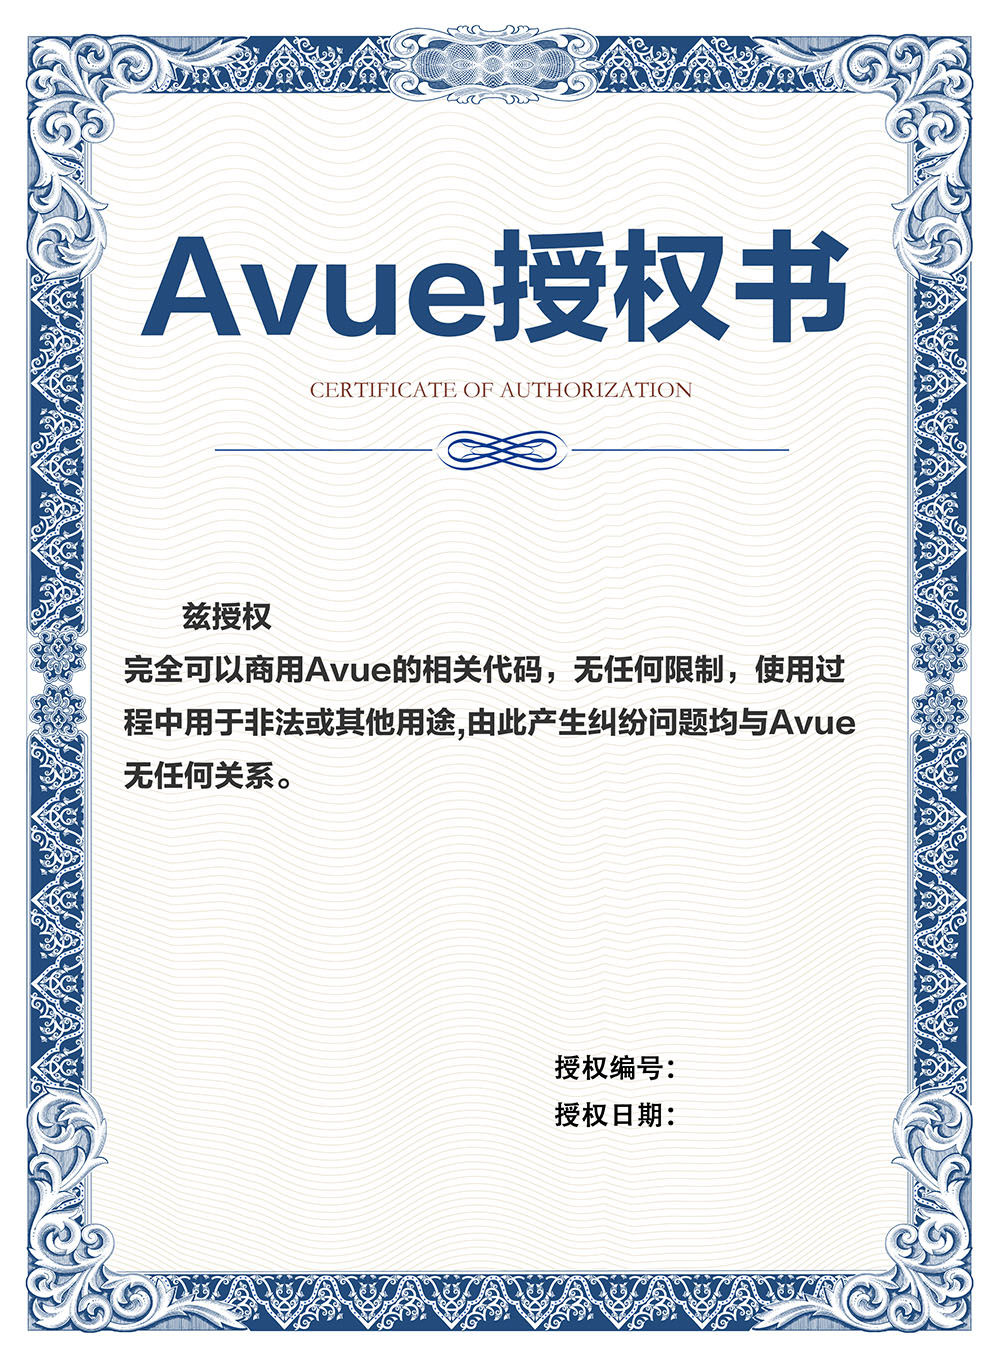 Avue授权书
CERTIFICATE OF AUTHORIZATION
兹授权
完全可以商用Avue的相关代码，无任何限制，使用过
程中用于非法或其他用途,由此产生纠纷问题均与Avue
无任何关系。
授权编号：
授权日期：